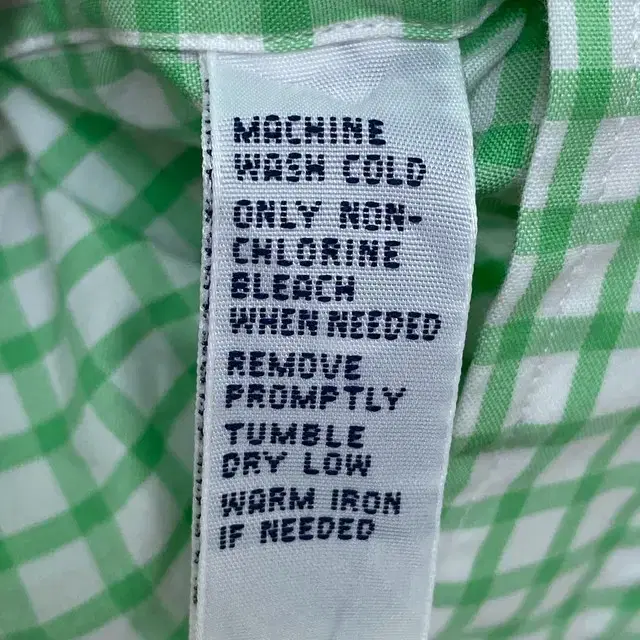 MACHINE
WASH COLD
ONLY NON-
CHLORINE
BLEACH
WHEN NEEDED
REMOVE
PROMPTLY
TUMBLE
DRY LOW
WARM IRON
IF NEEDED